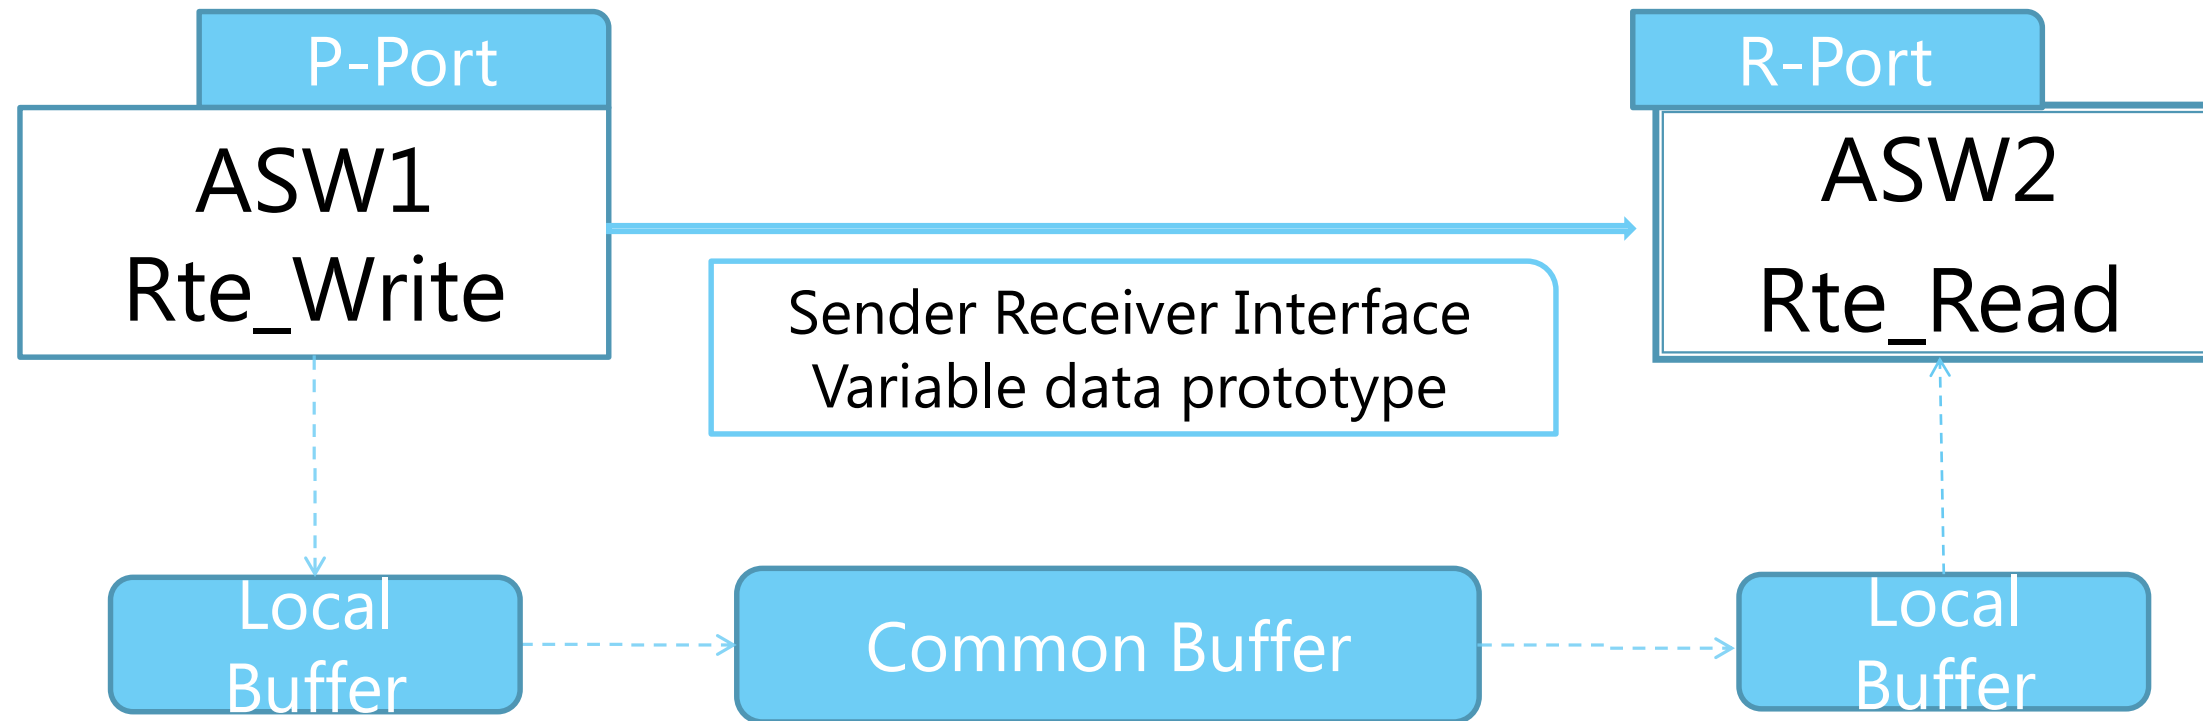 P-Port
R-Port
ASW1
Rte_Write
ASW2
Rte_Read
Sender Receiver Interface
Variable data prototype
Local
Buffer
Common Buffer
Local
Buffer